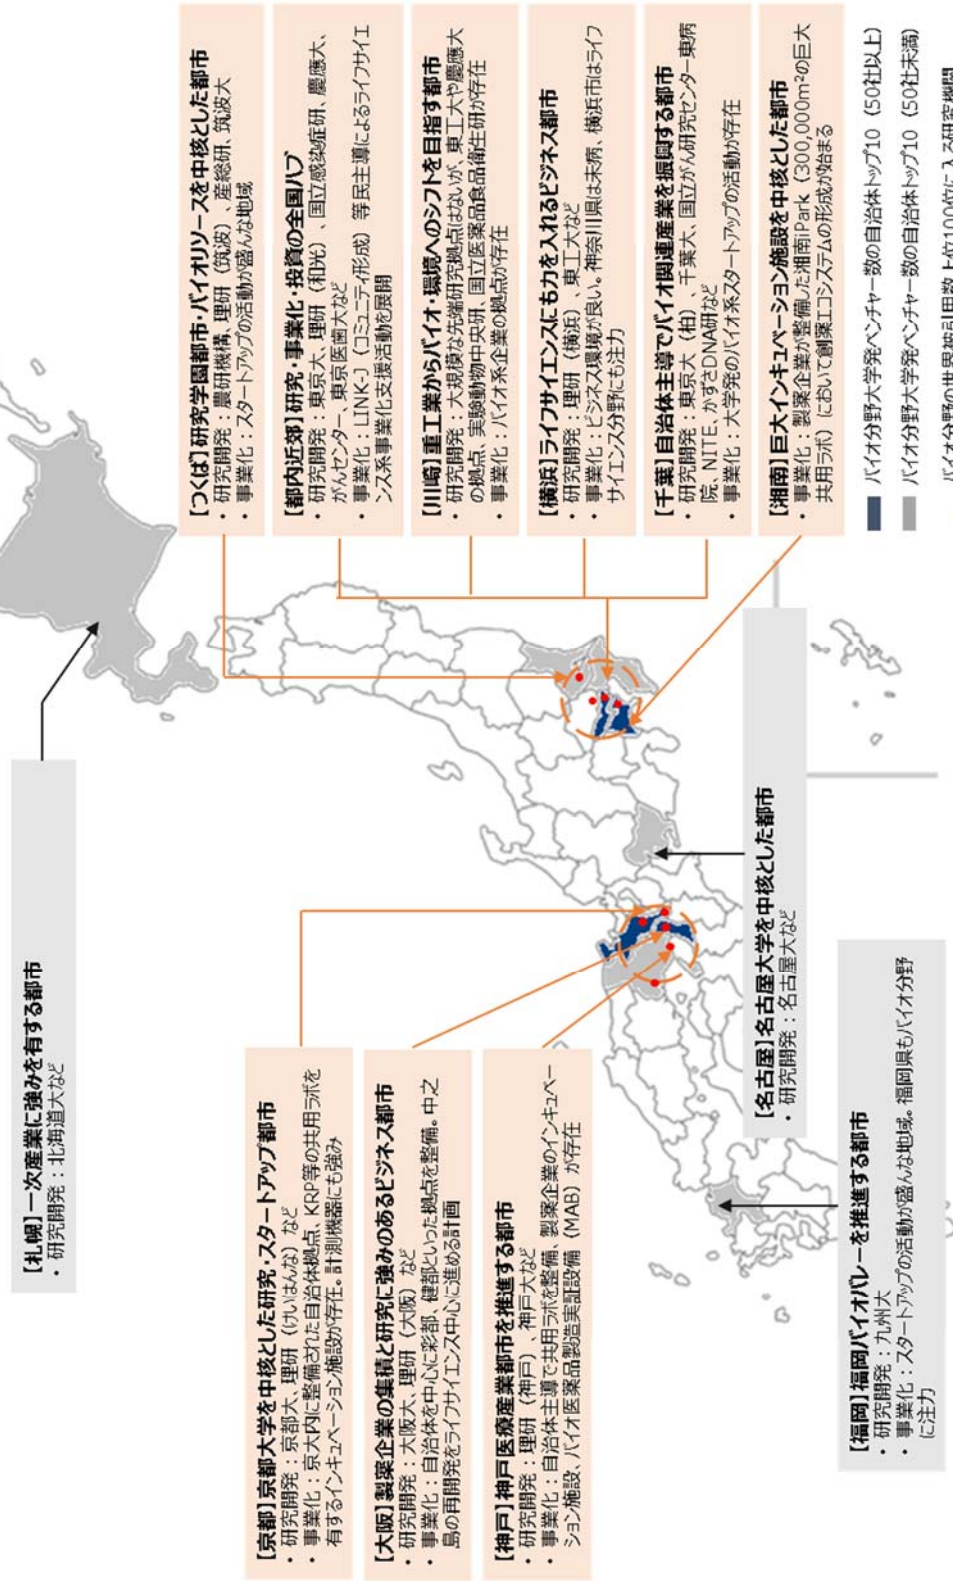 【札幌】一次産業に強みを有する都市
・ 研究開発：北海道大など
【京都】京都大学を中核とした研究・スタートアップ都市
・ 研究開発：京都大、理研（けいはんな）など
・ 事業化：京大内に整備された自治体拠点、KRP等の共用ラボを
有するインキュベーション施設が存在。計測機器にも強み
【大阪】製薬企業の集積と研究に強みのあるビジネス都市
・ 研究開発：大阪大、理研（大阪）など
・ 事業化：自治体を中心に彩都、健都といった拠点を整備。中之
島の再開発をライフサイエンス中心に進める計画
【神戸】神戸医療産業都市を推進する都市
・ 研究開発：理研（神戸）、神戸大など
・ 事業化：自治体主導で共用ラボを整備、製薬企業のインキュベー
ション施設、バイオ医薬品製造実証設備（MAB）が存在
【福岡】福岡バイオバレーを推進する都市
・ 研究開発：九州大
・ 事業化：スタートアップの活動が盛んな地域。福岡県もバイオ分野
に注力
【名古屋】名古屋大学を中核とした都市
・ 研究開発：名古屋大など
【つくば】研究学園都市・バイオリソースを中核とした都市
・ 研究開発：農研機構、理研（筑波）、産総研、筑波大
・ 事業化：スタートアップの活動が盛んな地域
【都内近郊】研究・事業化・投資の全国ハブ
・ 研究開発：東京大、理研（和光）、国立感染症研、慶應大、
がんセンター、東京医歯大など
・ 事業化：LINK-J（コミュニティ形成）等民主導によるライフサイエ
ンス系事業化支援活動を展開
【川崎】重工業からバイオ・環境へのシフトを目指す都市
・ 研究開発：大規模な先端研究拠点はないが、東工大や慶應大
の拠点、実験動物中央研、国立医薬品食品衛生研が存在
・ 事業化：バイオ系企業の拠点が存在
【横浜】ライフサイエンスにも力を入れるビジネス都市
・ 研究開発：理研（横浜）、東工大など
・ 事業化：ビジネス環境が良い。神奈川県は未病、横浜市はライフ
サイエンス分野にも注力
【千葉】自治体主導でバイオ関連産業を振興する都市
・ 研究開発：東京大（柏）、千葉大、国立がん研究センター東病
院、NITE、かずさDNA研など
・ 事業化：大学発のバイオ系スタートアップの活動が存在
【湘南】巨大インキュベーション施設を中核とした都市
・ 事業化：製薬企業が整備した湘南iPark（300,000m²の巨大
共用ラボ）において創薬エコシステムの形成が始まる
バイオ分野大学発ベンチャー数の自治体トップ10（50社以上）
バイオ分野大学発ベンチャー数の自治体トップ10（50社未満）
バイオ分野の世界被引用数上位100位に入る研究機関